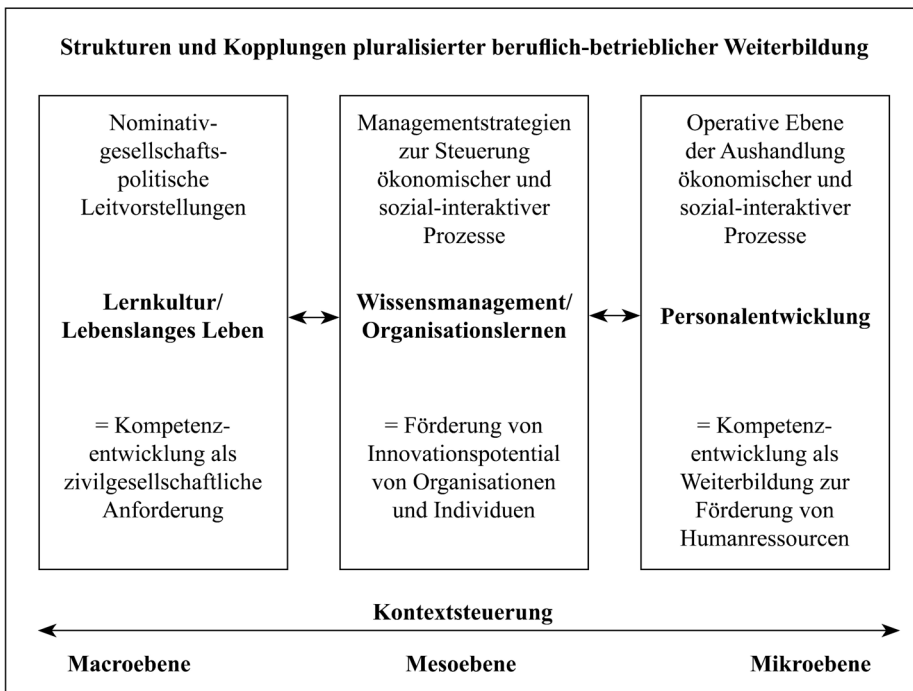 Strukturen und Kopplungen pluralisierter beruflich-betrieblicher Weiterbildung
Nominativ-
gesellschafts-
politische
Leitvorstellungen
Lernkultur/
Lebenslanges Leben
= Kompetenz-
entwicklung als
zivilgesellschaftliche
Anforderung
Managementstrategien
zur Steuerung
ökonomischer und
sozial-interaktiver
Prozesse
Wissensmanagement/
Organisationslernen
= Förderung von
Innovationspotential
von Organisationen
und Individuen
Operative Ebene
der Aushandlung
ökonomischer und
sozial-interaktiver
Prozesse
Personalentwicklung
= Kompetenz-
entwicklung als
Weiterbildung zur
Förderung von
Humanressourcen
Kontextsteuerung
Macroebene Mesoebene Mikroebene